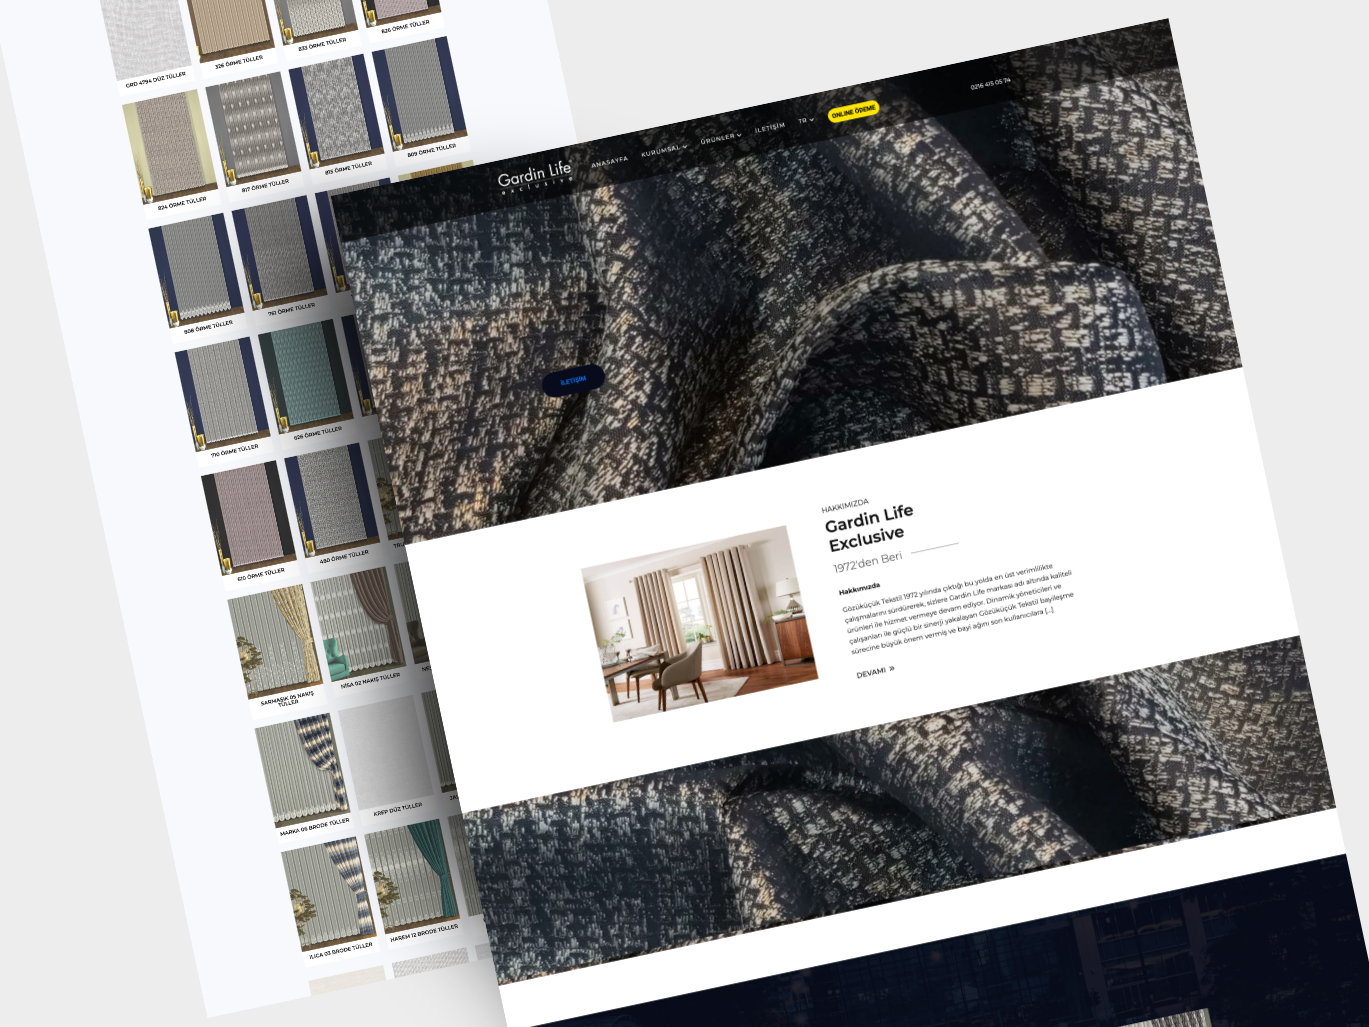 GRD 4794 DÜZ TÜLLER
326 ÖRME TÜLLER
833 ÖRME TÜLLER
826 ÖRME TÜLLER
824 ÖRME TÜLLER
817 ÖRME TÜLLER
815 ÖRME TÜLLER
809 ÖRME TÜLLER
808 ÖRME TÜLLER
761 ÖRME TÜLLER
710 ÖRME TÜLLER
626 ÖRME TÜLLER
610 ÖRME TÜLLER
480 ÖRME TÜLLER
SARMAŞIK 05 NAKIŞ
TÜLLER
NİSA 02 NAKIŞ TÜLLER
MARKA 05 BRODE TÜLLER
KREP DÜZ TÜLLER
ILICA 03 BRODE TÜLLER
HAREM 12 BRODE TÜLLER
Gardin Life
exclusive
ANASAYFA
KURUMSAL
ÜRÜNLER
İLETİŞİM
TR
ONLINE ÖDEME
0216 415 05 74
İLETİŞİM
HAKKIMIZDA
Gardin Life
Exclusive
1972'den Beri
Hakkımızda
Gözüküçük Tekstil 1972 yılında çıktığı bu yolda en üst verimlilikte
çalışmalarını sürdürerek, sizlere Gardin Life markası adı altında kaliteli
ürünleri ile hizmet vermeye devam ediyor. Dinamik yöneticileri ve
çalışanları ile güçlü bir sinerji yakalayan Gözüküçük Tekstil bayileşme
sürecine büyük önem vermiş ve bayi ağını son kullanıcılara [...]
DEVAMI »